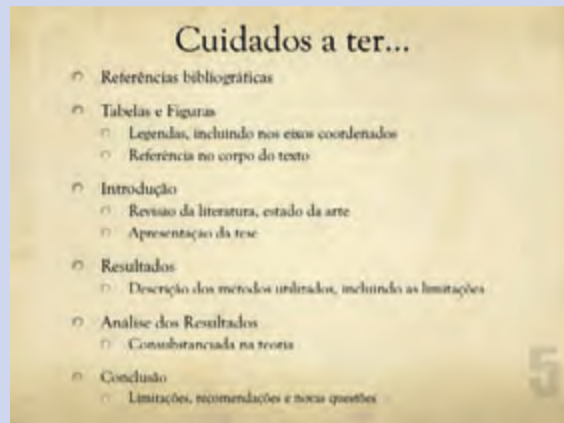 Cuidados a ter...
Referências bibliográficas
Tabelas e Figuras
Legendas, incluindo nos eixos coordenados
Referência no corpo do texto
Introdução
Revisão da literatura, estado da arte
Apresentação da tese
Resultados
Descrição dos métodos utilizados, incluindo as limitações
Análise dos Resultados
Consubstanciada na teoria
Conclusão
Limitações, recomendações e novas questões
5